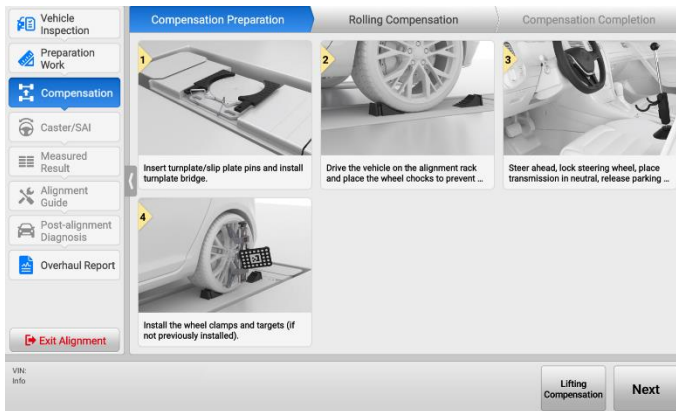 Vehicle
Inspection
Preparation
Work
Compensation
Caster/SAI
Measured
Result
Alignment
Guide
Post-alignment
Diagnosis
Overhaul Report
Exit Alignment
Compensation Preparation
Rolling Compensation
Compensation Completion
1
Insert turnplate/slip plate pins and install
turnplate bridge.
2
Drive the vehicle on the alignment rack
and place the wheel chocks to prevent ...
3
Steer ahead, lock steering wheel, place
transmission in neutral, release parking ...
4
Install the wheel clamps and targets (if
not previously installed).
VIN:
Info
Lifting
Compensation
Next